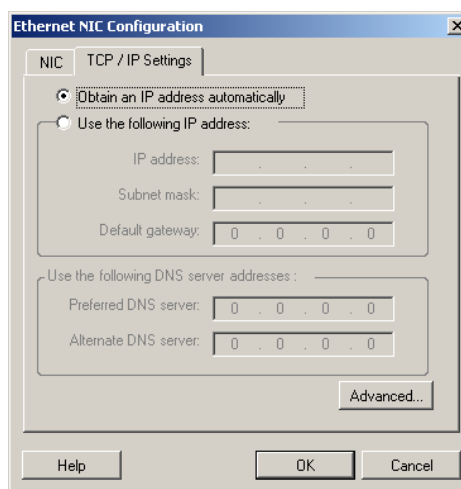 Ethernet NIC Configuration
NIC TCP / IP Settings
Obtain an IP address automatically
Use the following IP address:
IP address: . . .
Subnet mask: . . .
Default gateway: 0 . 0 . 0 . 0
Use the following DNS server addresses :
Preferred DNS server: 0 . 0 . 0 . 0
Alternate DNS server: 0 . 0 . 0 . 0
Advanced...
Help OK Cancel